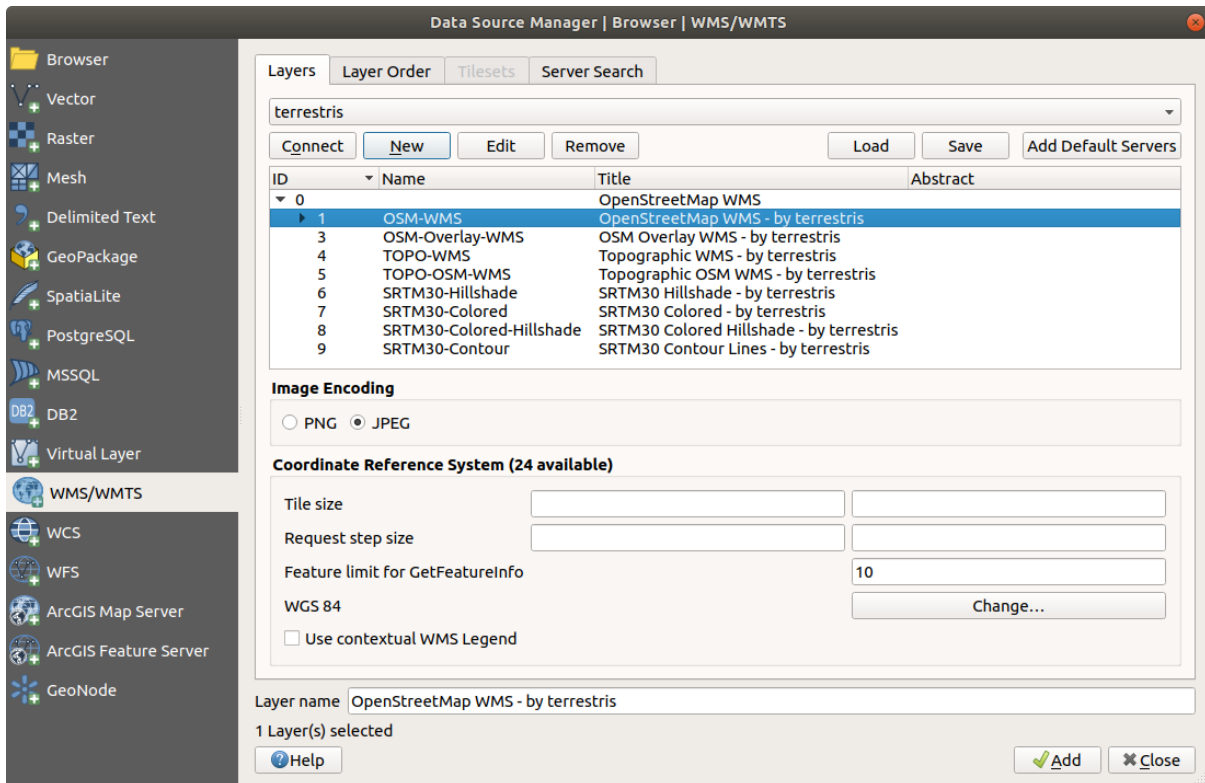 Data Source Manager | Browser | WMS/WMTS
Browser
Vector
Raster
Mesh
Delimited Text
GeoPackage
SpatiaLite
PostgreSQL
MSSQL
DB2 DB2
Virtual Layer
WMS/WMTS
WCS
WFS
ArcGIS Map Server
ArcGIS Feature Server
GeoNode
Layers Layer Order Tilesets Server Search
terrestris
Connect New Edit Remove Load Save Add Default Servers
ID Name Title Abstract
0 OpenStreetMap WMS
1 OSM-WMS OpenStreetMap WMS - by terrestris
3 OSM-Overlay-WMS OSM Overlay WMS - by terrestris
4 TOPO-WMS Topographic WMS - by terrestris
5 TOPO-OSM-WMS Topographic OSM WMS - by terrestris
6 SRTM30-Hillshade SRTM30 Hillshade - by terrestris
7 SRTM30-Colored SRTM30 Colored - by terrestris
8 SRTM30-Colored-Hillshade SRTM30 Colored Hillshade - by terrestris
9 SRTM30-Contour SRTM30 Contour Lines - by terrestris
Image Encoding
PNG JPEG
Coordinate Reference System (24 available)
Tile size
Request step size
Feature limit for GetFeatureInfo 10
WGS 84 Change...
Use contextual WMS Legend
Layer name OpenStreetMap WMS - by terrestris
1 Layer(s) selected
Help Add Close